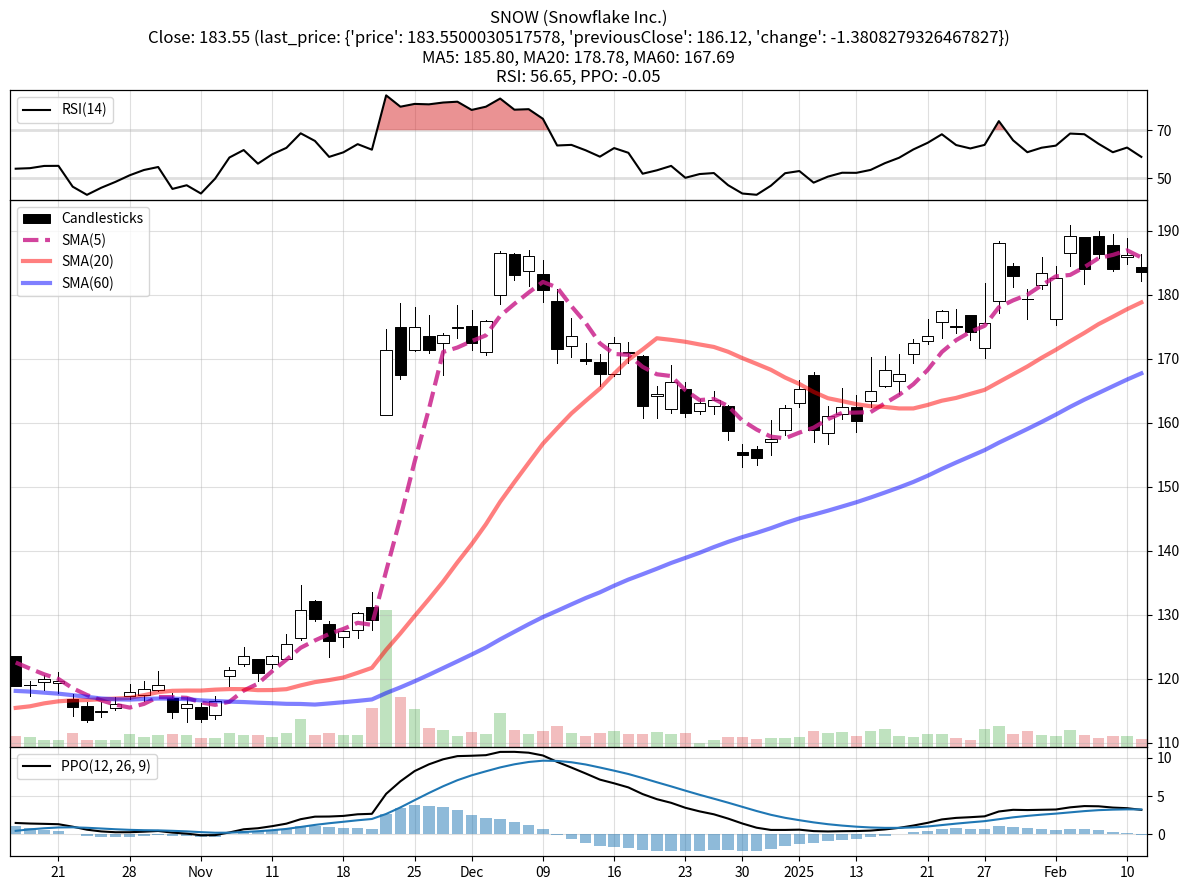 SNOW (Snowflake Inc.)
Close: 183.55 (last_price: {'price': 183.5500030517578, 'previousClose': 186.12, 'change': -1.3808279326467827})
MA5: 185.80, MA20: 178.78, MA60: 167.69
RSI: 56.65, PPO: -0.05
RSI(14)
70
50
Candlesticks
SMA(5)
SMA(20)
SMA(60)
190
180
170
160
150
140
130
120
110
PPO(12, 26, 9)
10
5
0
21 28 Nov 11 18 25 Dec 09 16 23 30 2025 13 21 27 Feb 10